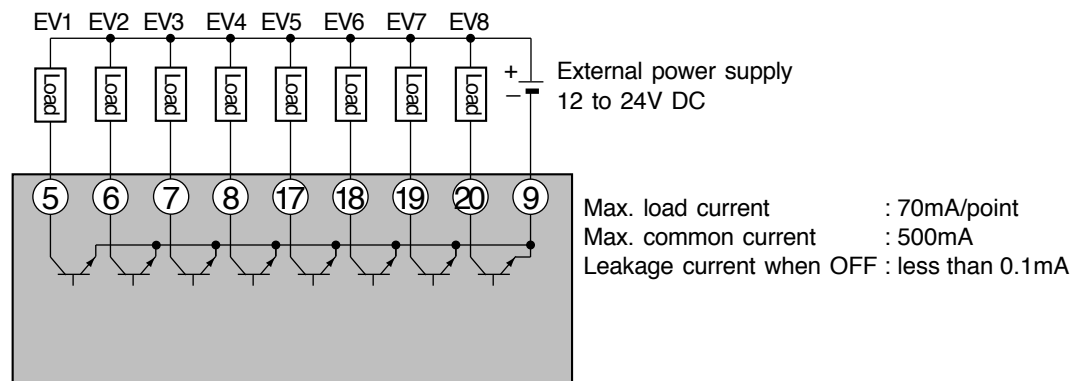 EV1 EV2 EV3 EV4 EV5 EV6 EV7 EV8
Load Load Load Load Load Load Load Load
+
External power supply
–
12 to 24V DC
5 6 7 8 17 18 19 20 9
Max. load current : 70mA/point
Max. common current : 500mA
Leakage current when OFF : less than 0.1mA